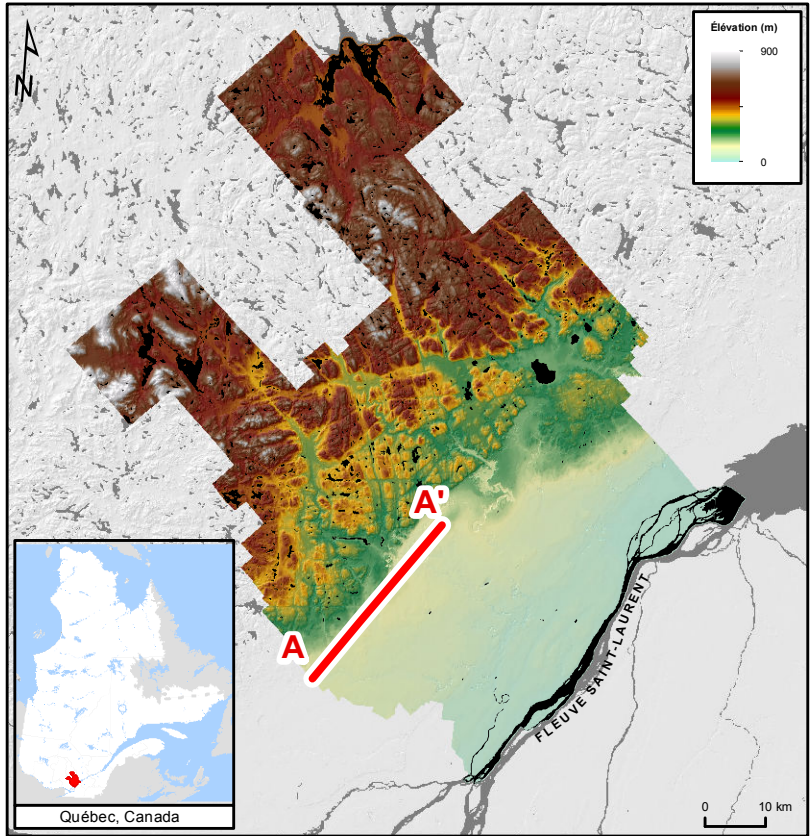 N
Élévation (m)
900
0
A'
A
FLEUVE SAINT-LAURENT
Québec, Canada
0 10 km